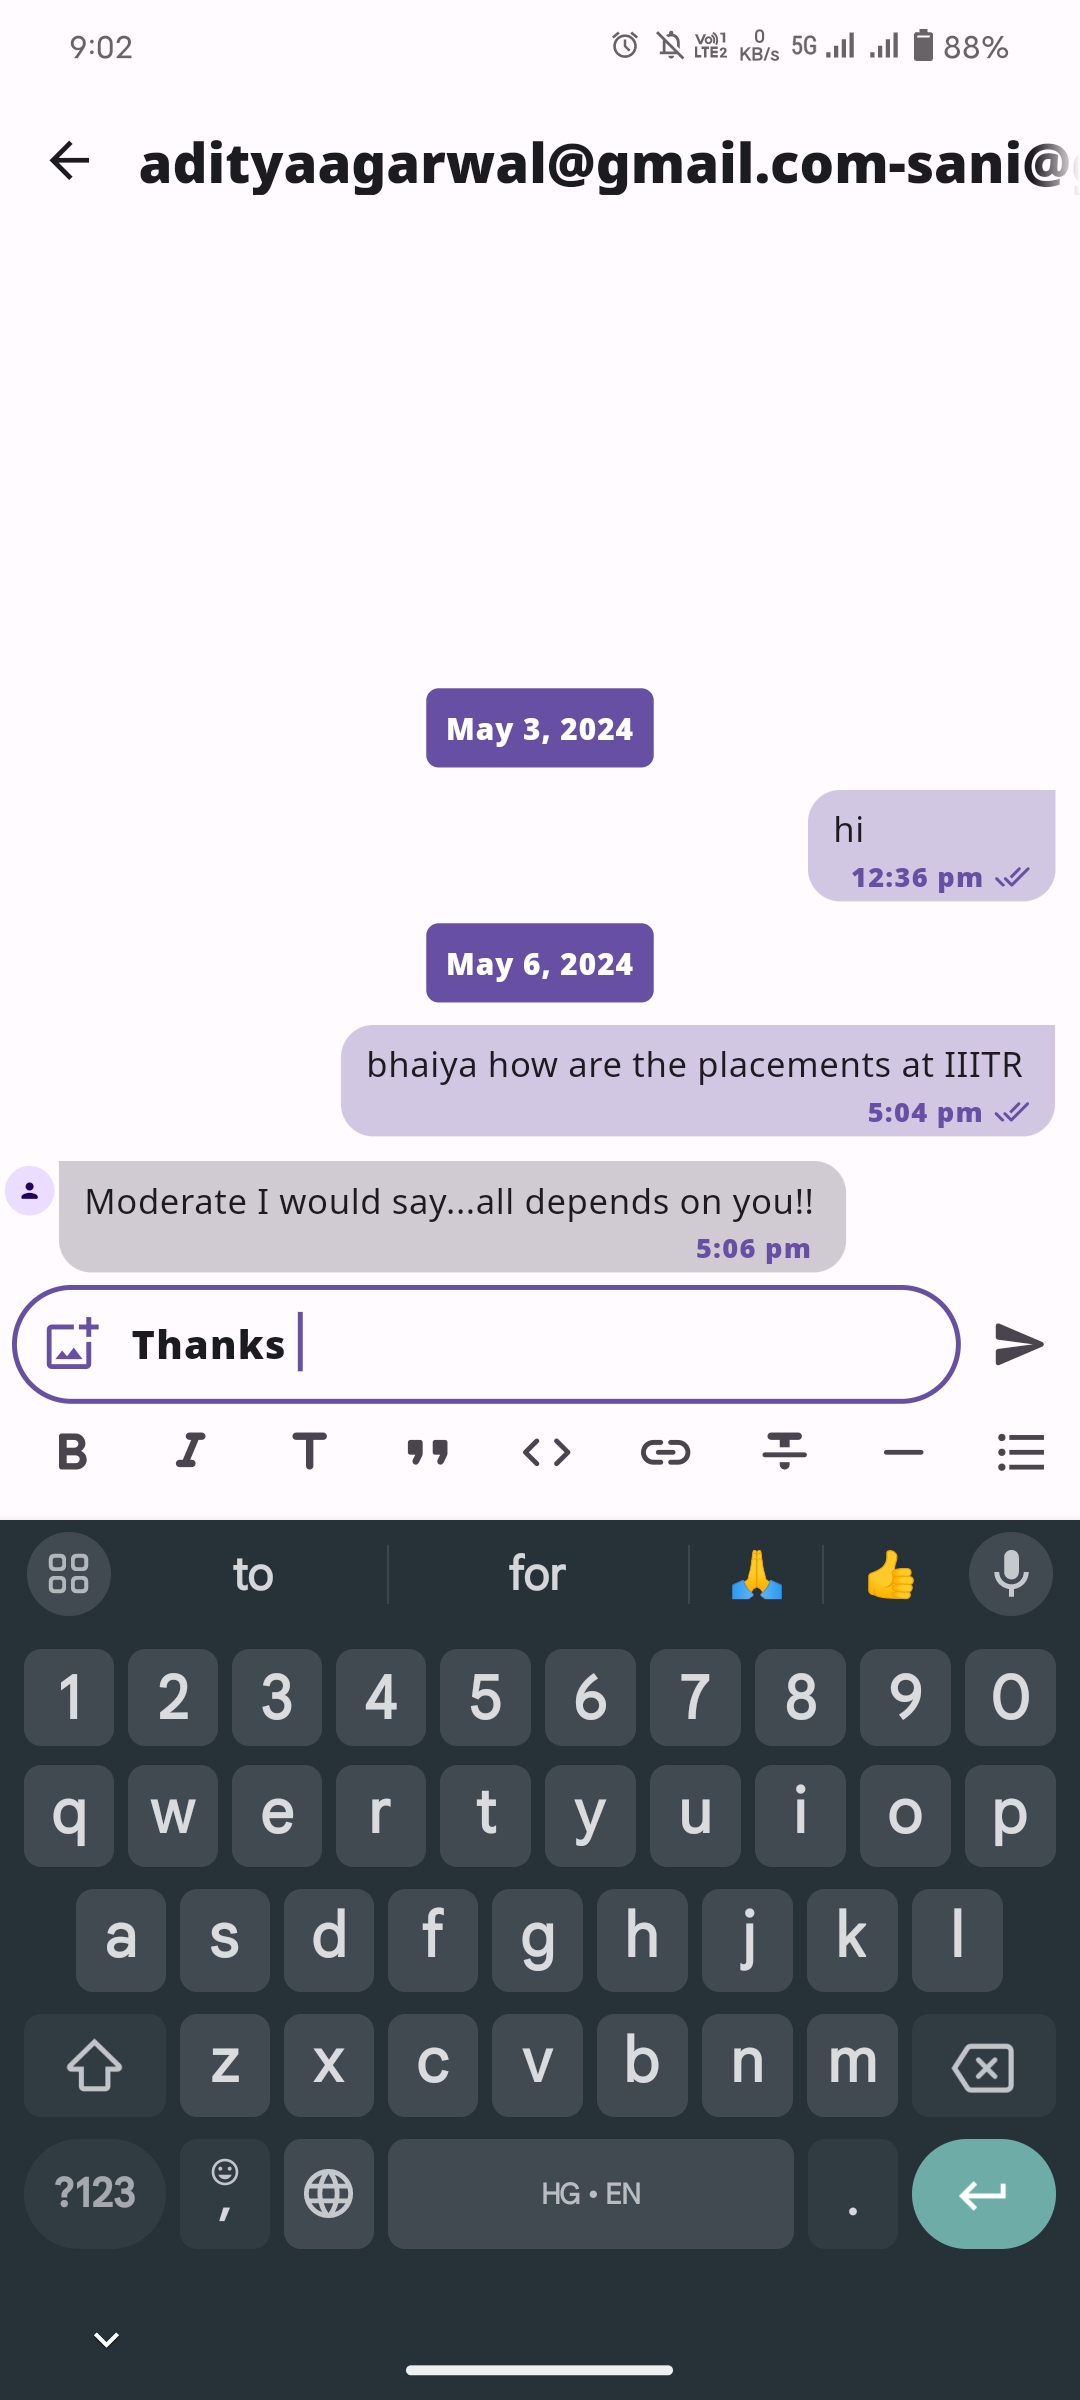 9:02
Vo)) 1
LTE2
0
KB/s
5G
88%
adityaagarwal@gmail.com-sani@
May 3, 2024
hi
12:36 pm
May 6, 2024
bhaiya how are the placements at IIITR
5:04 pm
Moderate I would say...all depends on you!!
5:06 pm
Thanks
B I T
to for
1 2 3 4 5 6 7 8 9 0
q w e r t y u i o p
a s d f g h j k l
z x c v b n m
?123 , HG • EN .